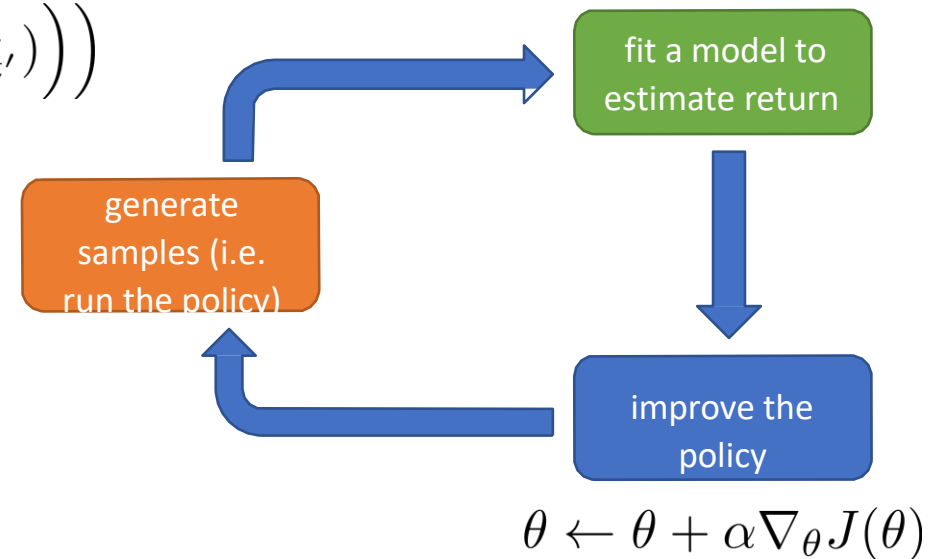 ′)))
fit a model to
estimate return
generate
samples (i.e.
run the policy)
improve the
policy
θ ← θ + α∇θJ(θ)